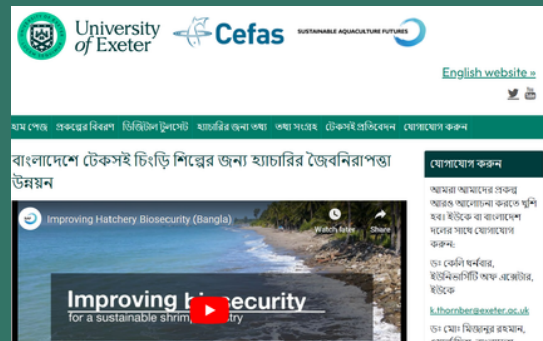 University
of Exeter
Cefas
SUSTAINABLE AQUACULTURE FUTURES
English website »
হাম পেজ প্রকল্পের বিবরণ ডিজিটাল টুলসেট হ্যাচারির জন্য তথ্য তথ্য সংগ্রহ টেকসই প্রতিবেদন যোগাযোগ করুন
বাংলাদেশে টেকসই চিংড়ি শিল্পের জন্য হ্যাচারির জৈবনিরাপত্তা
উন্নয়ন
Improving Hatchery Biosecurity (Bangla)
Watch later
Share
Improving biosecurity
for a sustainable shrimp industry
যোগাযোগ করুন
আমরা আমাদের প্রকল্প
আরও আলোচনা করতে খুশি
হব। ইউকে বা বাংলাদেশ
দলের সাথে যোগাযোগ
করুন:
ডঃ কেলি থর্নবার,
ইউনিভার্সিটি অফ এক্সেটার,
ইউকে
k.thornber@exeter.ac.uk
ডঃ মোঃ মিজানুর রহমান,